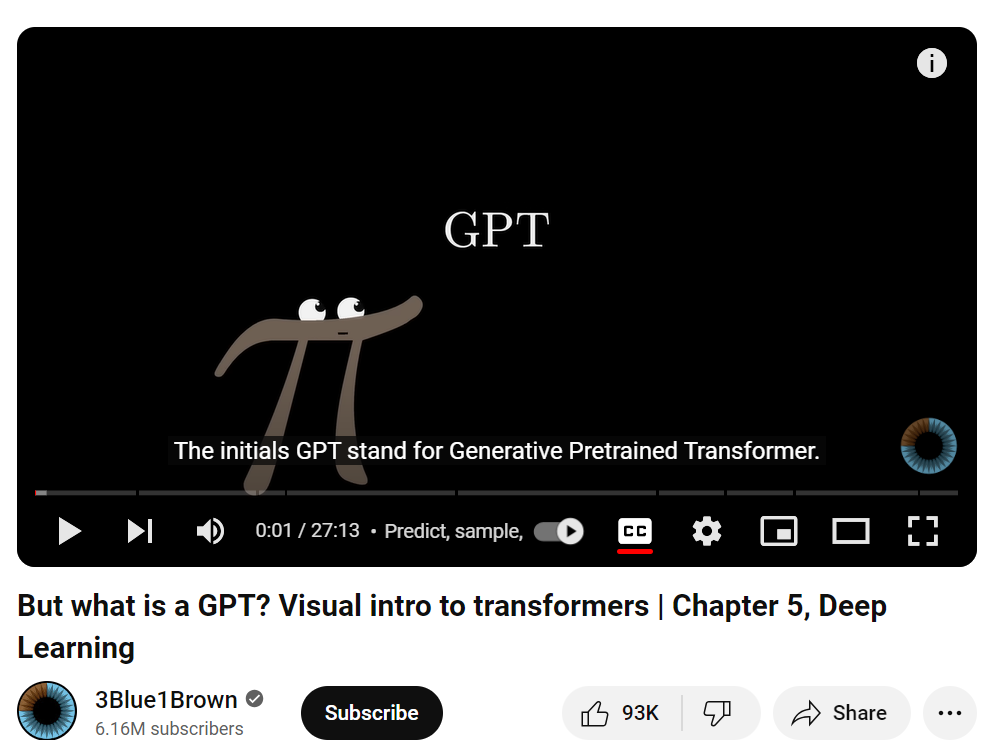 GPT
The initials GPT stand for Generative Pretrained Transformer.
0:01 / 27:13 • Predict, sample,
CC
But what is a GPT? Visual intro to transformers | Chapter 5, Deep
Learning
3Blue1Brown
6.16M subscribers
Subscribe
93K
Share